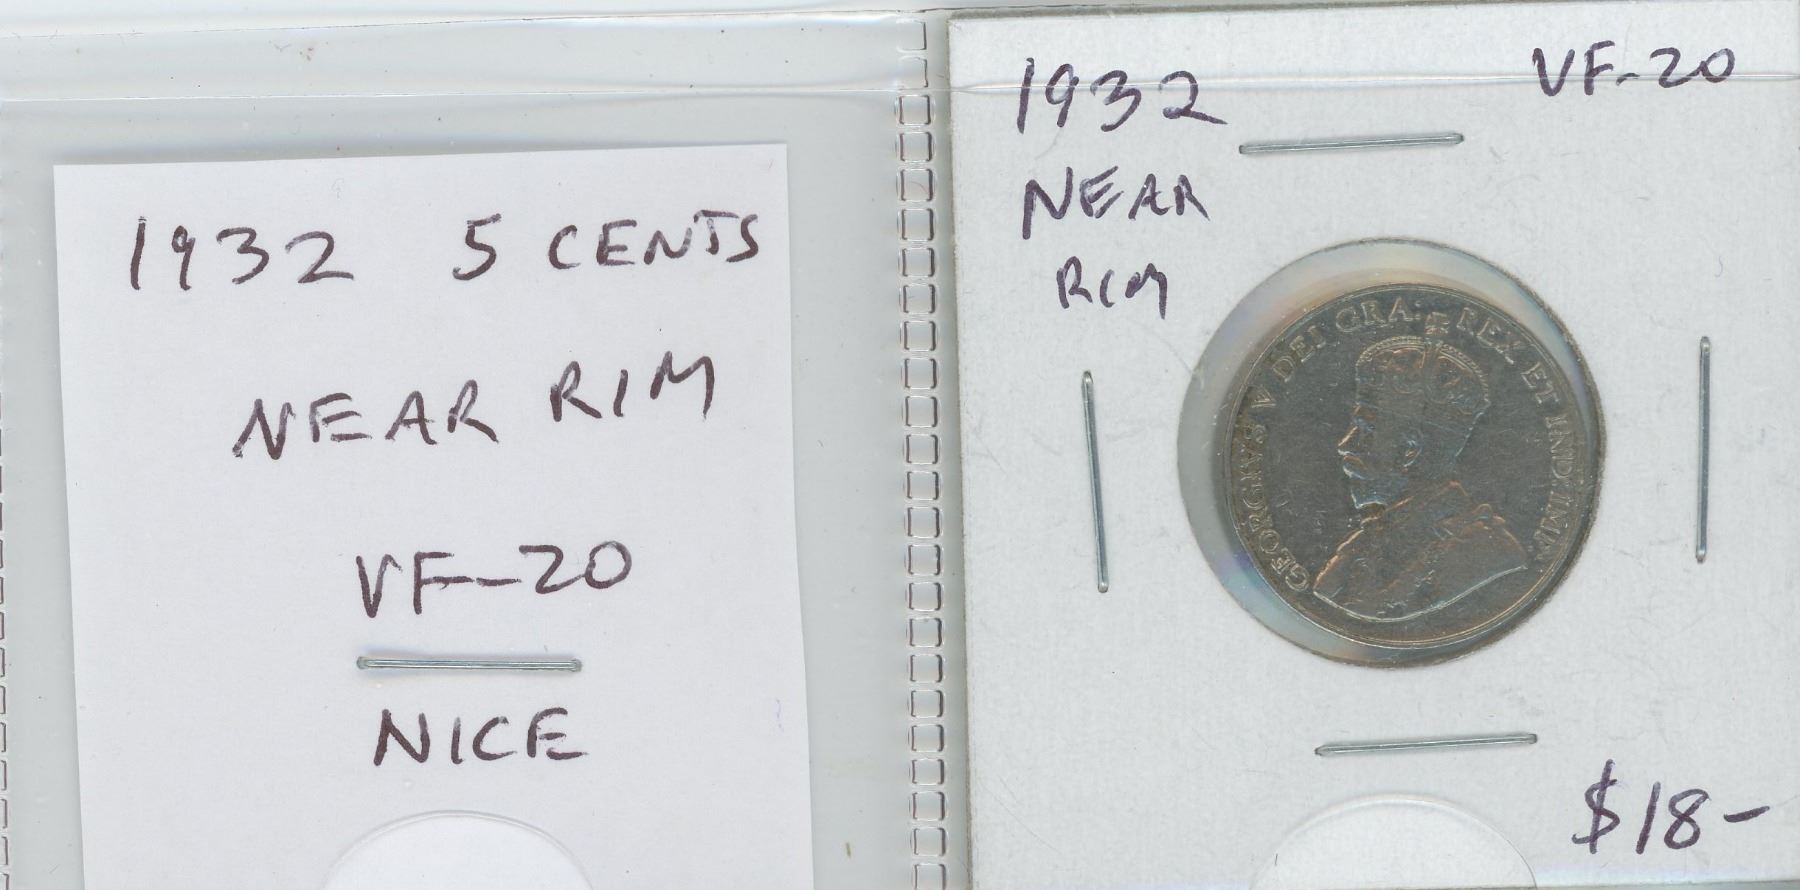 1932 5 CENTS
NEAR RIM
VF-20
NICE
1932
VF-20
NEAR
RIM
GEORGIVS V DEI GRA: REX ET IND:IMP:
$18-